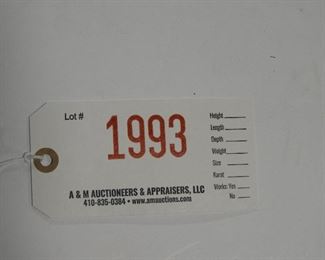 Lot #
1993
Height
Length
Depth
Weight
Size
Karat
Works: Yes
No
A & M AUCTIONEERS & APPRAISERS, LLC
410-835-0384 • www.amauctions.com